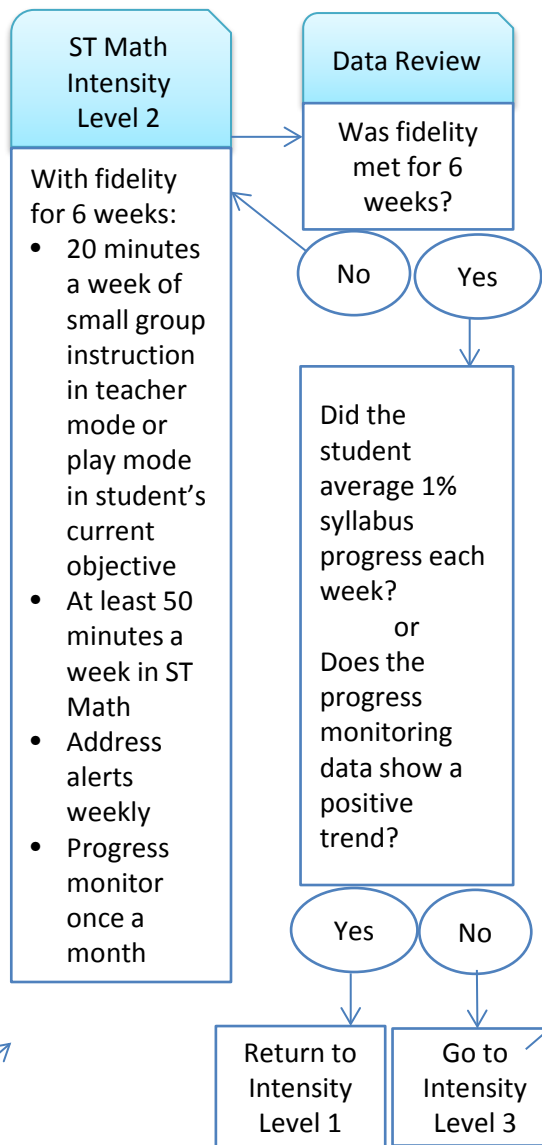 ST Math
Intensity
Level 2
With fidelity
for 6 weeks:
• 20 minutes
a week of
small group
instruction
in teacher
mode or
play mode
in student’s
current
objective
• At least 50
minutes a
week in ST
Math
• Address
alerts
weekly
• Progress
monitor
once a
month
Data Review
Was fidelity
met for 6
weeks?
No
Yes
Did the
student
average 1%
syllabus
progress each
week?
or
Does the
progress
monitoring
data show a
positive
trend?
Yes
No
Return to
Intensity
Level 1
Go to
Intensity
Level 3